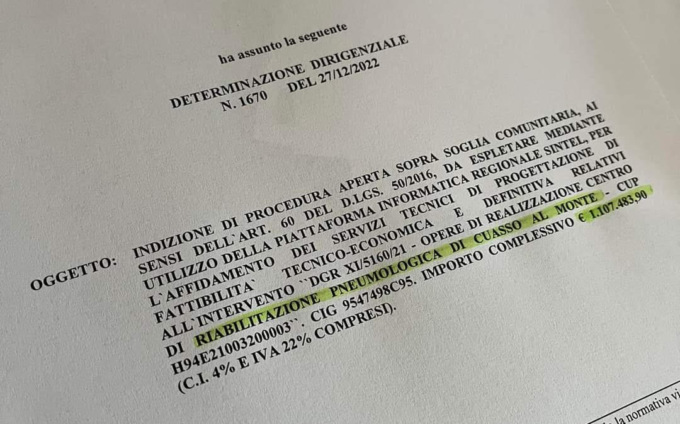 ha assunto la seguente
DETERMINAZIONE DIRIGENZIALE
N. 1670 DEL 27/12/2022
OGGETTO: INDIZIONE DI PROCEDURA APERTA SOPRA SOGLIA COMUNITARIA, AI
SENSI DELL'ART. 60 DEL D.LGS. 50/2016, DA ESPLETARE MEDIANTE
UTILIZZO DELLA PIATTAFORMA INFORMATICA REGIONALE SINTEL, PER
L`AFFIDAMENTO DEI SERVIZI TECNICI DI PROGETTAZIONE DI
FATTIBILITA` TECNICO-ECONOMICA E DEFINITIVA RELATIVI
ALL'INTERVENTO ``DGR XI/5160/21 - OPERE DI REALIZZAZIONE CENTRO
DI RIABILITAZIONE PNEUMOLOGICA DI CUASSO AL MONTE - CUP
H94E21003200003``. CIG 9547498C95. IMPORTO COMPLESSIVO € 1.107.483,90
(C.I. 4% E IVA 22% COMPRESI).
la normativa vi